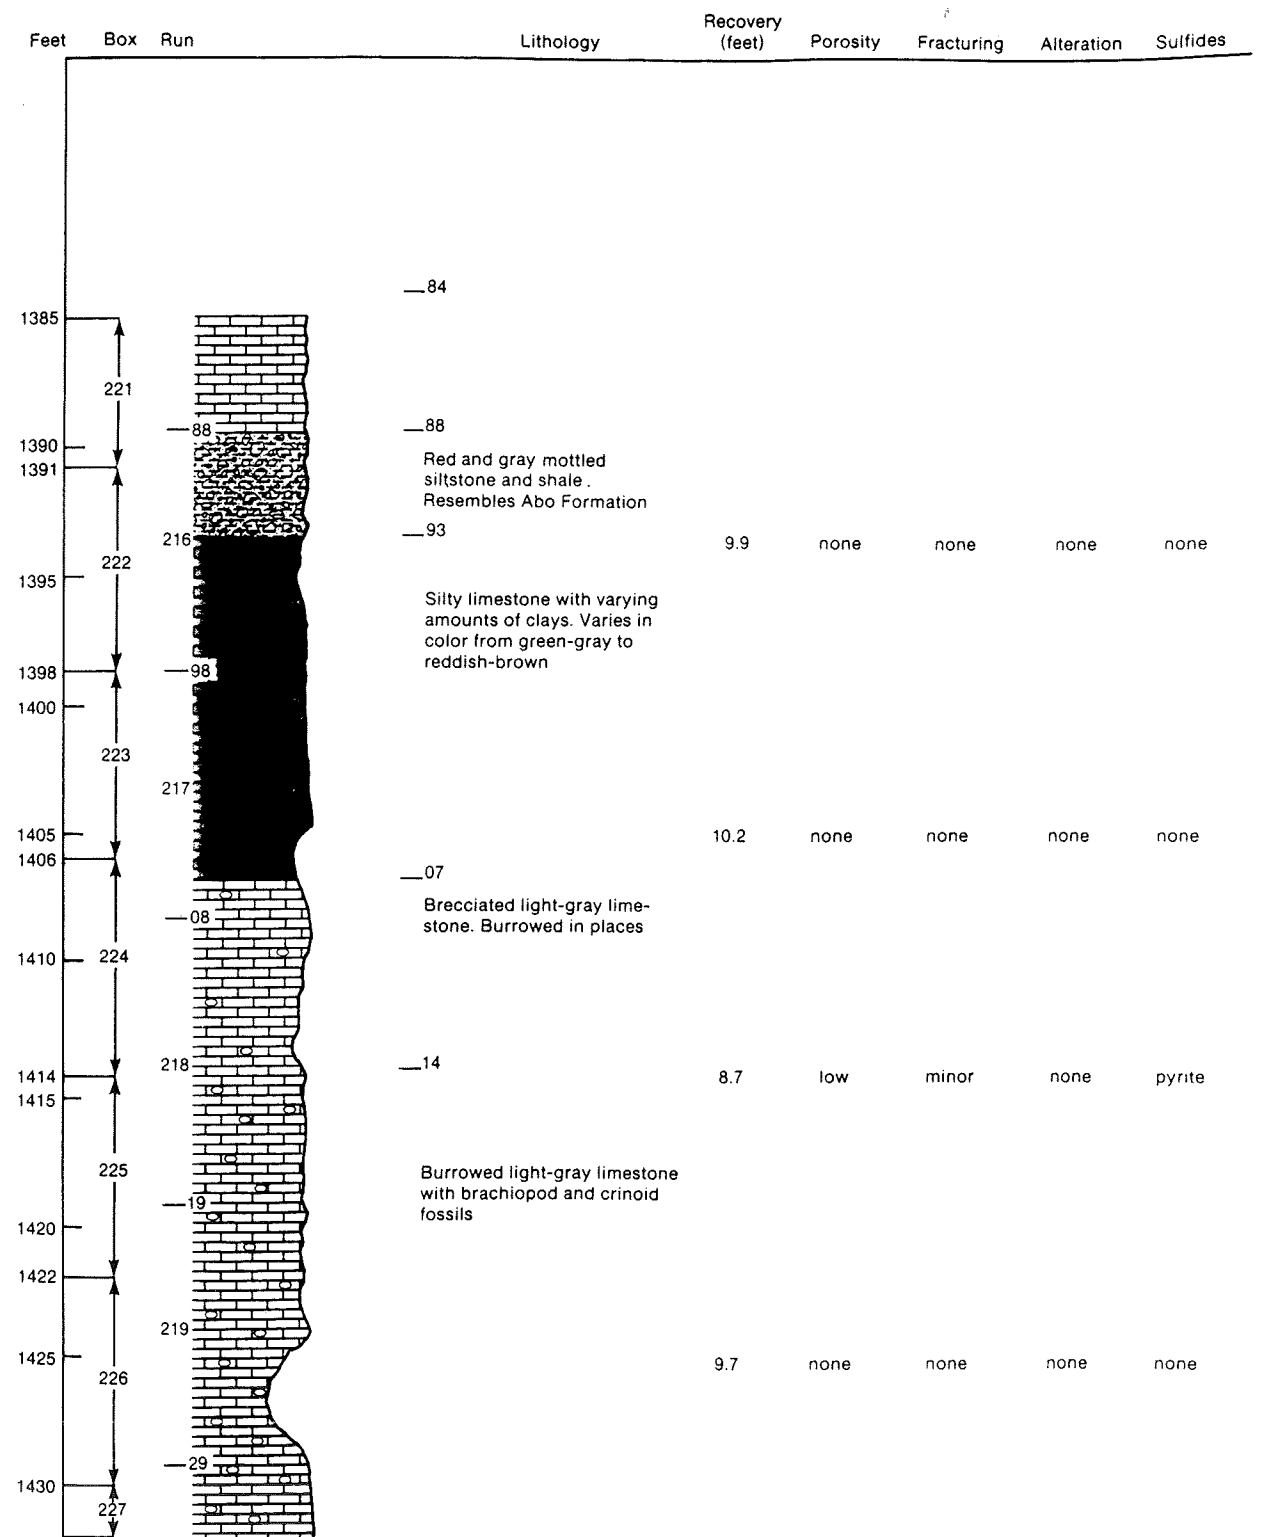 Feet Box Run Lithology Recovery (feet) Porosity Fracturing Alteration Sulfides
84
1385
221
88 88
1390
Red and gray mottled
1391
siltstone and shale.
Resembles Abo Formation
93
216 9.9 none none none none
222
1395
Silty limestone with varying
amounts of clays. Varies in
color from green-gray to
reddish-brown
1398 98
1400
223
217
1405 10.2 none none none none
1406
07
Brecciated light-gray lime-
08
stone. Burrowed in places
1410 224
218 14
1414 8.7 low minor none pyrite
1415
225
Burrowed light-gray limestone
with brachiopod and crinoid
19
fossils
1420
1422
219
1425 9.7 none none none none
226
29
1430
227